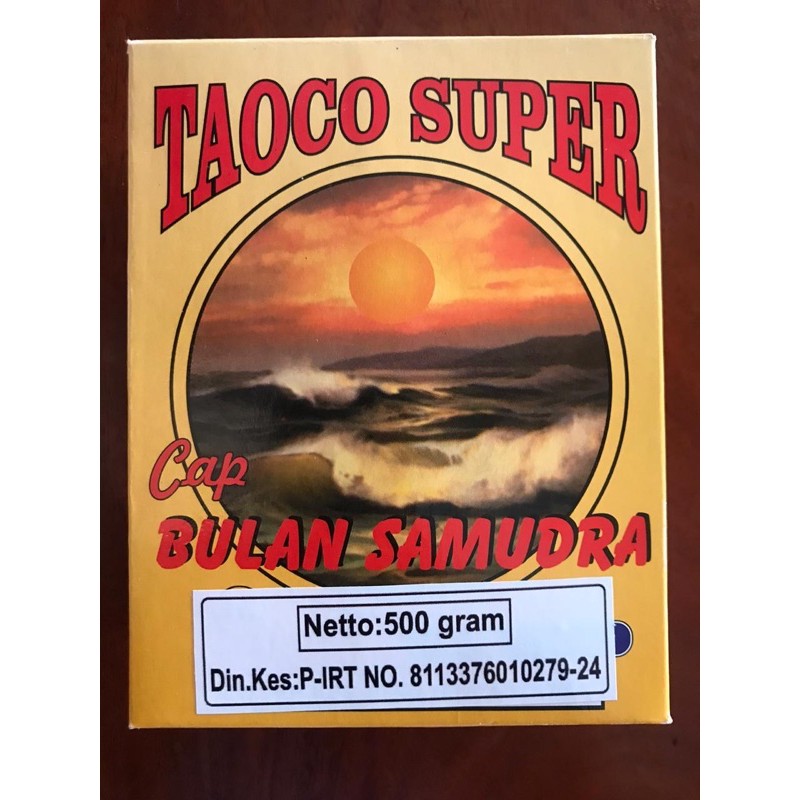 TAOCO SUPER
Cap
BULAN SAMUDRA
Netto:500 gram
Din.Kes:P-IRT NO. 8113376010279-24